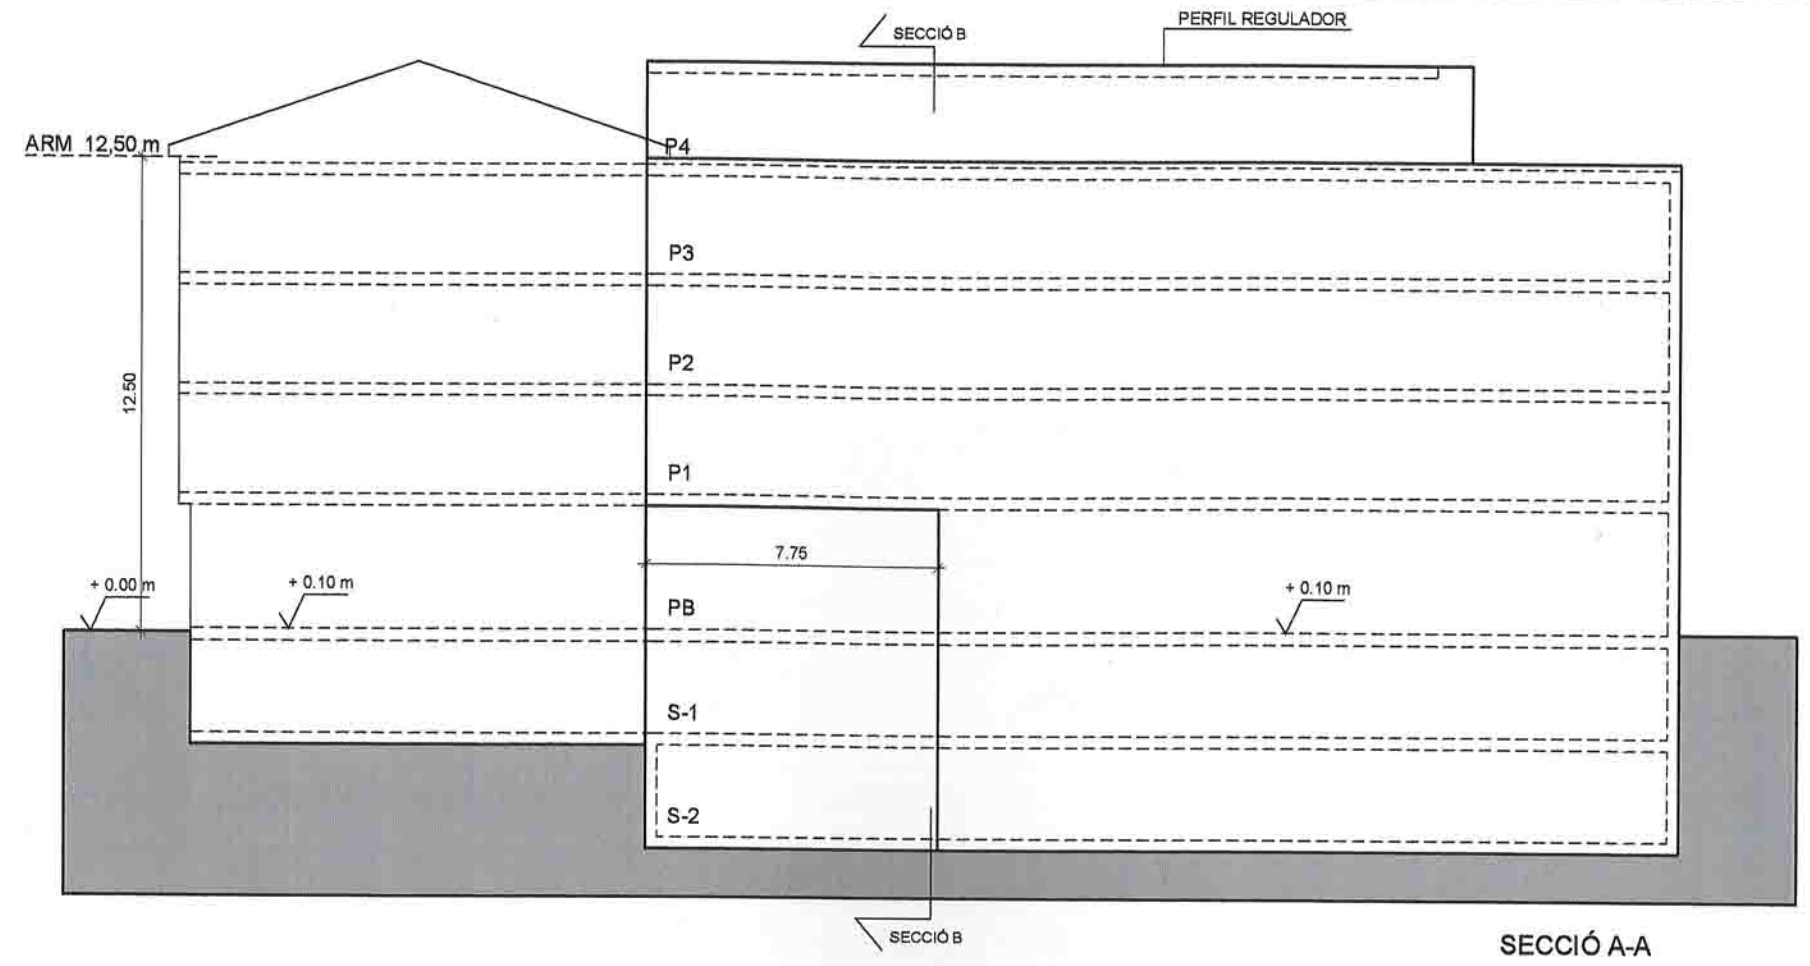 PERFIL REGULADOR
SECCIÓ B
ARM 12,50 m
P4
P3
P2
12.50
P1
7.75
+ 0.00 m
+ 0.10 m
+ 0.10 m
PB
S-1
S-2
SECCIÓ B
SECCIÓ A-A